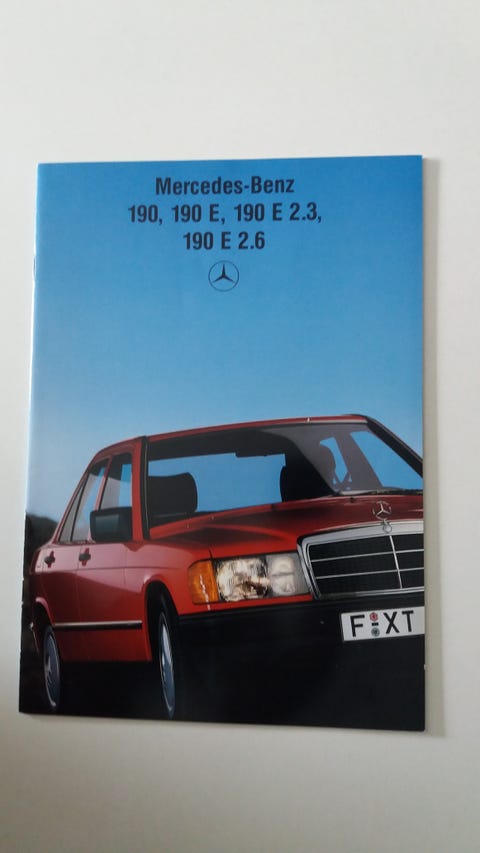 Mercedes-Benz
190, 190 E, 190 E 2.3,
190 E 2.6
F XT